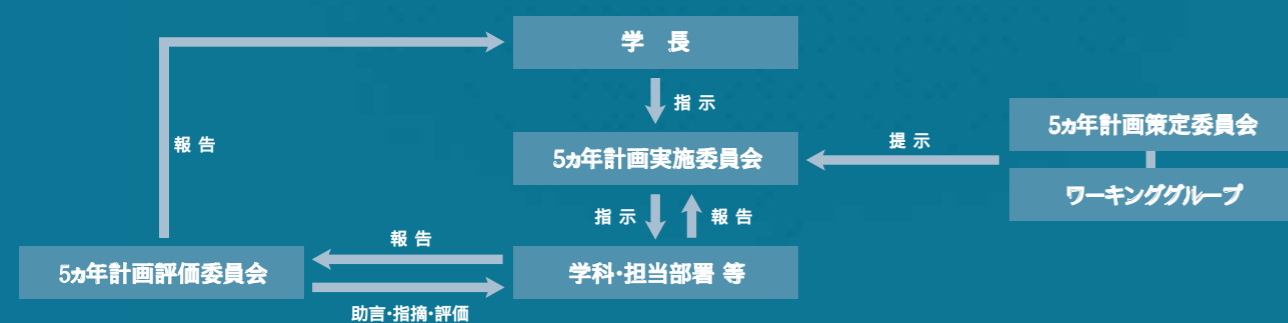 学　長
指 示
5ヵ年計画策定委員会
報 告
提 示
5ヵ年計画実施委員会
ワーキンググループ
指 示
報 告
報 告
5ヵ年計画評価委員会
学科・担当部署 等
助言・指摘・評価